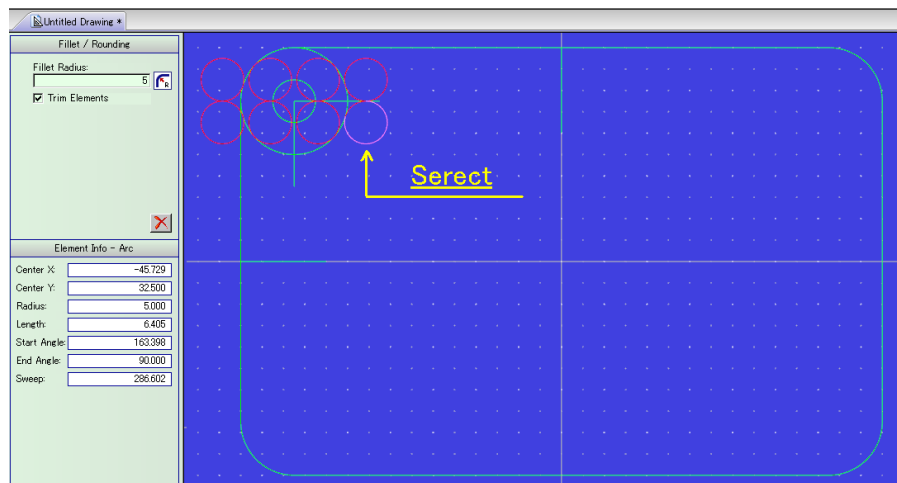 Untitled Drawing *
Fillet / Rounding
Fillet Radius:
5
R
Trim Elements
Serect
Element Info - Arc
Center X: -45.729
Center Y: 32.500
Radius: 5.000
Length: 6.405
Start Angle: 163.398
End Angle: 90.000
Sweep: 286.602